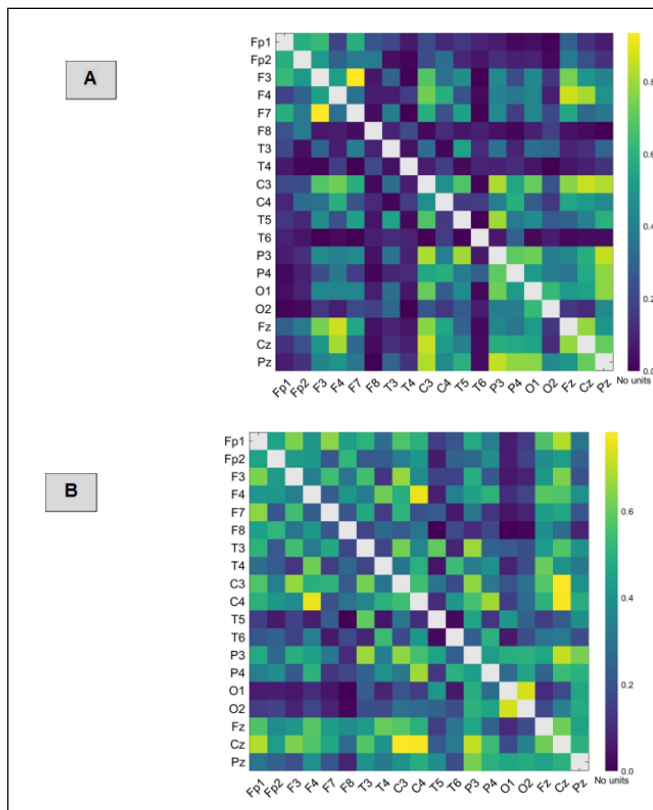 A
Fp1
Fp2
F3
F4
F7
F8
T3
T4
C3
C4
T5
T6
P3
P4
O1
O2
Fz
Cz
Pz
Fp1 Fp2 F3 F4 F7 F8 T3 T4 C3 C4 T5 T6 P3 P4 O1 O2 Fz Cz Pz
0.8
0.6
0.4
0.2
0.0
No units
B
Fp1
Fp2
F3
F4
F7
F8
T3
T4
C3
C4
T5
T6
P3
P4
O1
O2
Fz
Cz
Pz
Fp1 Fp2 F3 F4 F7 F8 T3 T4 C3 C4 T5 T6 P3 P4 O1 O2 Fz Cz Pz
0.6
0.4
0.2
0.0
No units